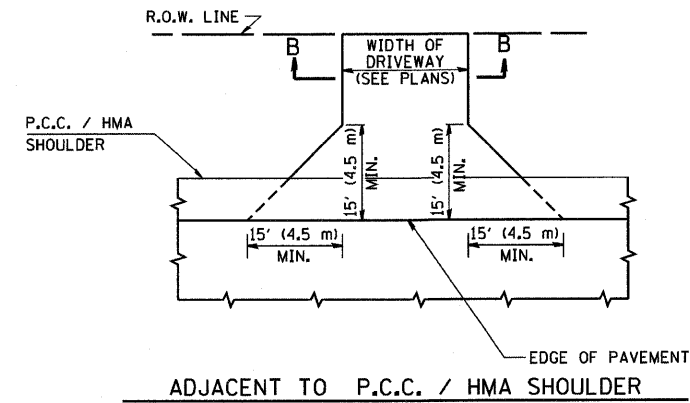 R.O.W. LINE
B
WIDTH OF
DRIVEWAY
(SEE PLANS)
B
P.C.C. / HMA
SHOULDER
15' (4.5 m)
MIN.
15' (4.5 m)
MIN.
15' (4.5 m)
MIN.
15' (4.5 m)
MIN.
EDGE OF PAVEMENT
ADJACENT TO P.C.C. / HMA SHOULDER